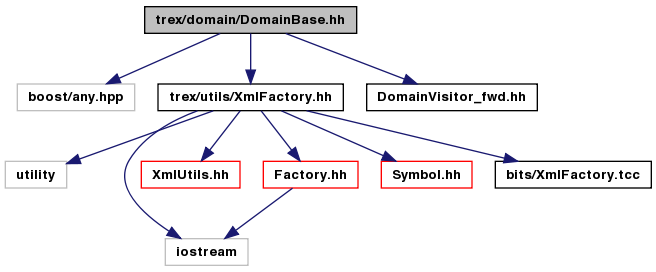 trex/domain/DomainBase.hh
boost/any.hpp
trex/utils/XmlFactory.hh
DomainVisitor_fwd.hh
utility
XmlUtils.hh
Factory.hh
Symbol.hh
bits/XmlFactory.tcc
iostream